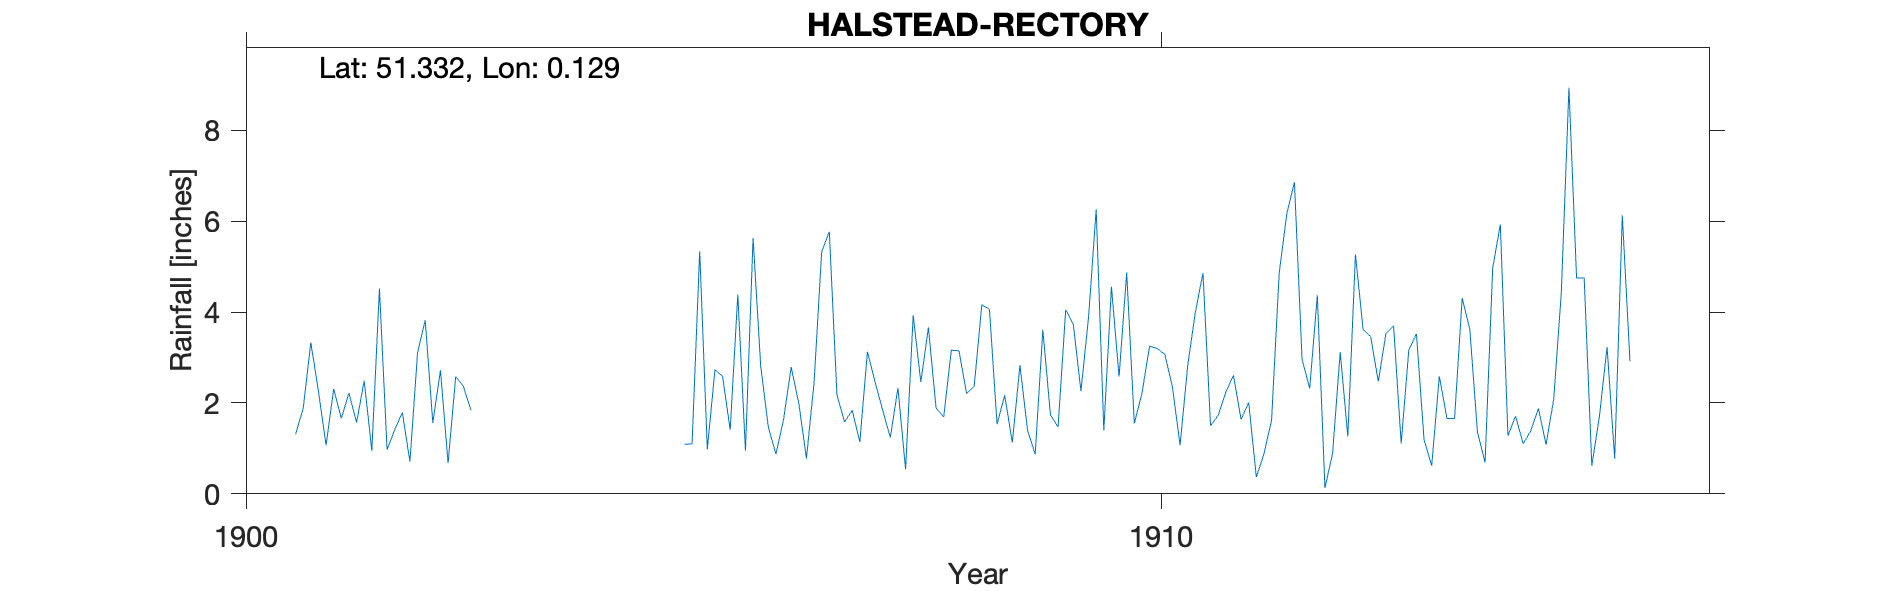 HALSTEAD-RECTORY
Lat: 51.332, Lon: 0.129
Rainfall [inches]
8
6
4
2
0
1900
1910
Year